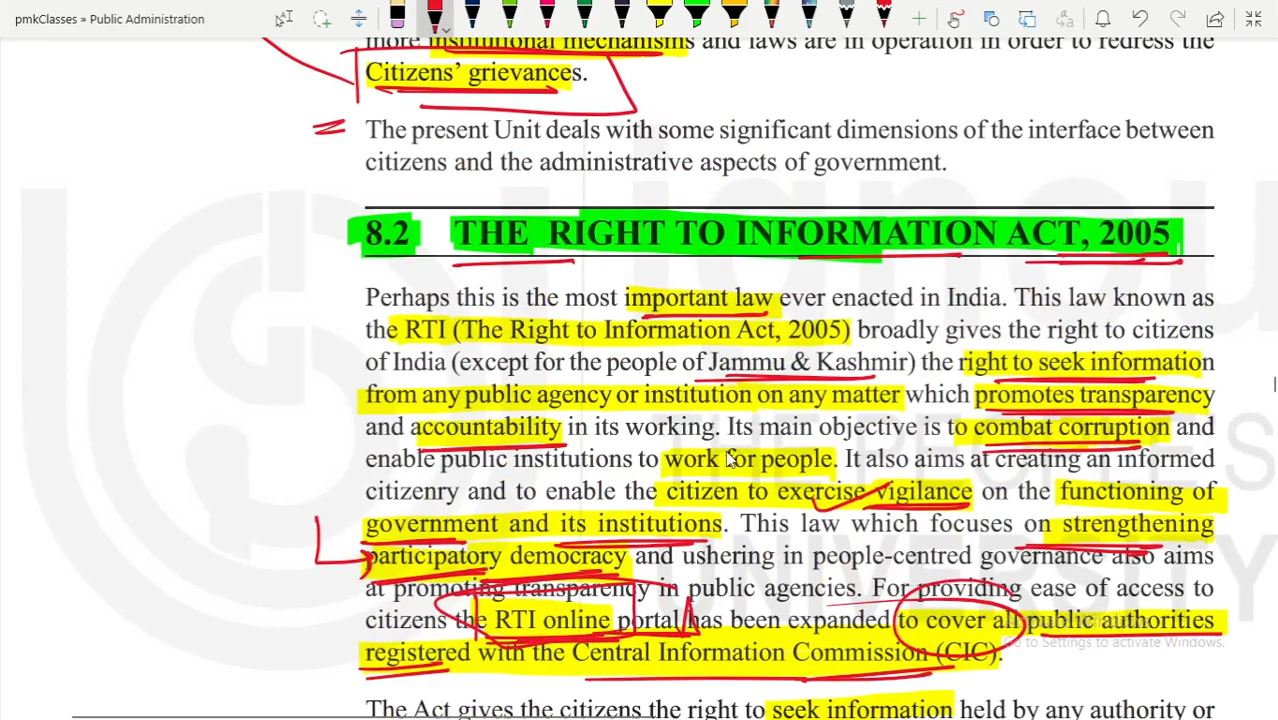 pmkClasses » Public Administration
more institutional mechanisms and laws are in operation in order to redress the
Citizens' grievances.
The present Unit deals with some significant dimensions of the interface between
citizens and the administrative aspects of government.
8.2 THE RIGHT TO INFORMATION ACT, 2005
Perhaps this is the most important law ever enacted in India. This law known as
the RTI (The Right to Information Act, 2005) broadly gives the right to citizens
of India (except for the people of Jammu & Kashmir) the right to seek information
from any public agency or institution on any matter which promotes transparency
and accountability in its working. Its main objective is to combat corruption and
enable public institutions to work for people. It also aims at creating an informed
citizenry and to enable the citizen to exercise vigilance on the functioning of
government and its institutions. This law which focuses on strengthening
participatory democracy and ushering in people-centred governance also aims
at promoting transparency in public agencies. For providing ease of access to
citizens the RTI online portal has been expanded to cover all public authorities
registered with the Central Information Commission (CIC).
Go to Settings to activate Windows.
The Act gives the citizens the right to seek information held by any authority or
ignou
THE PEOPLE'S
UNIVERSITY